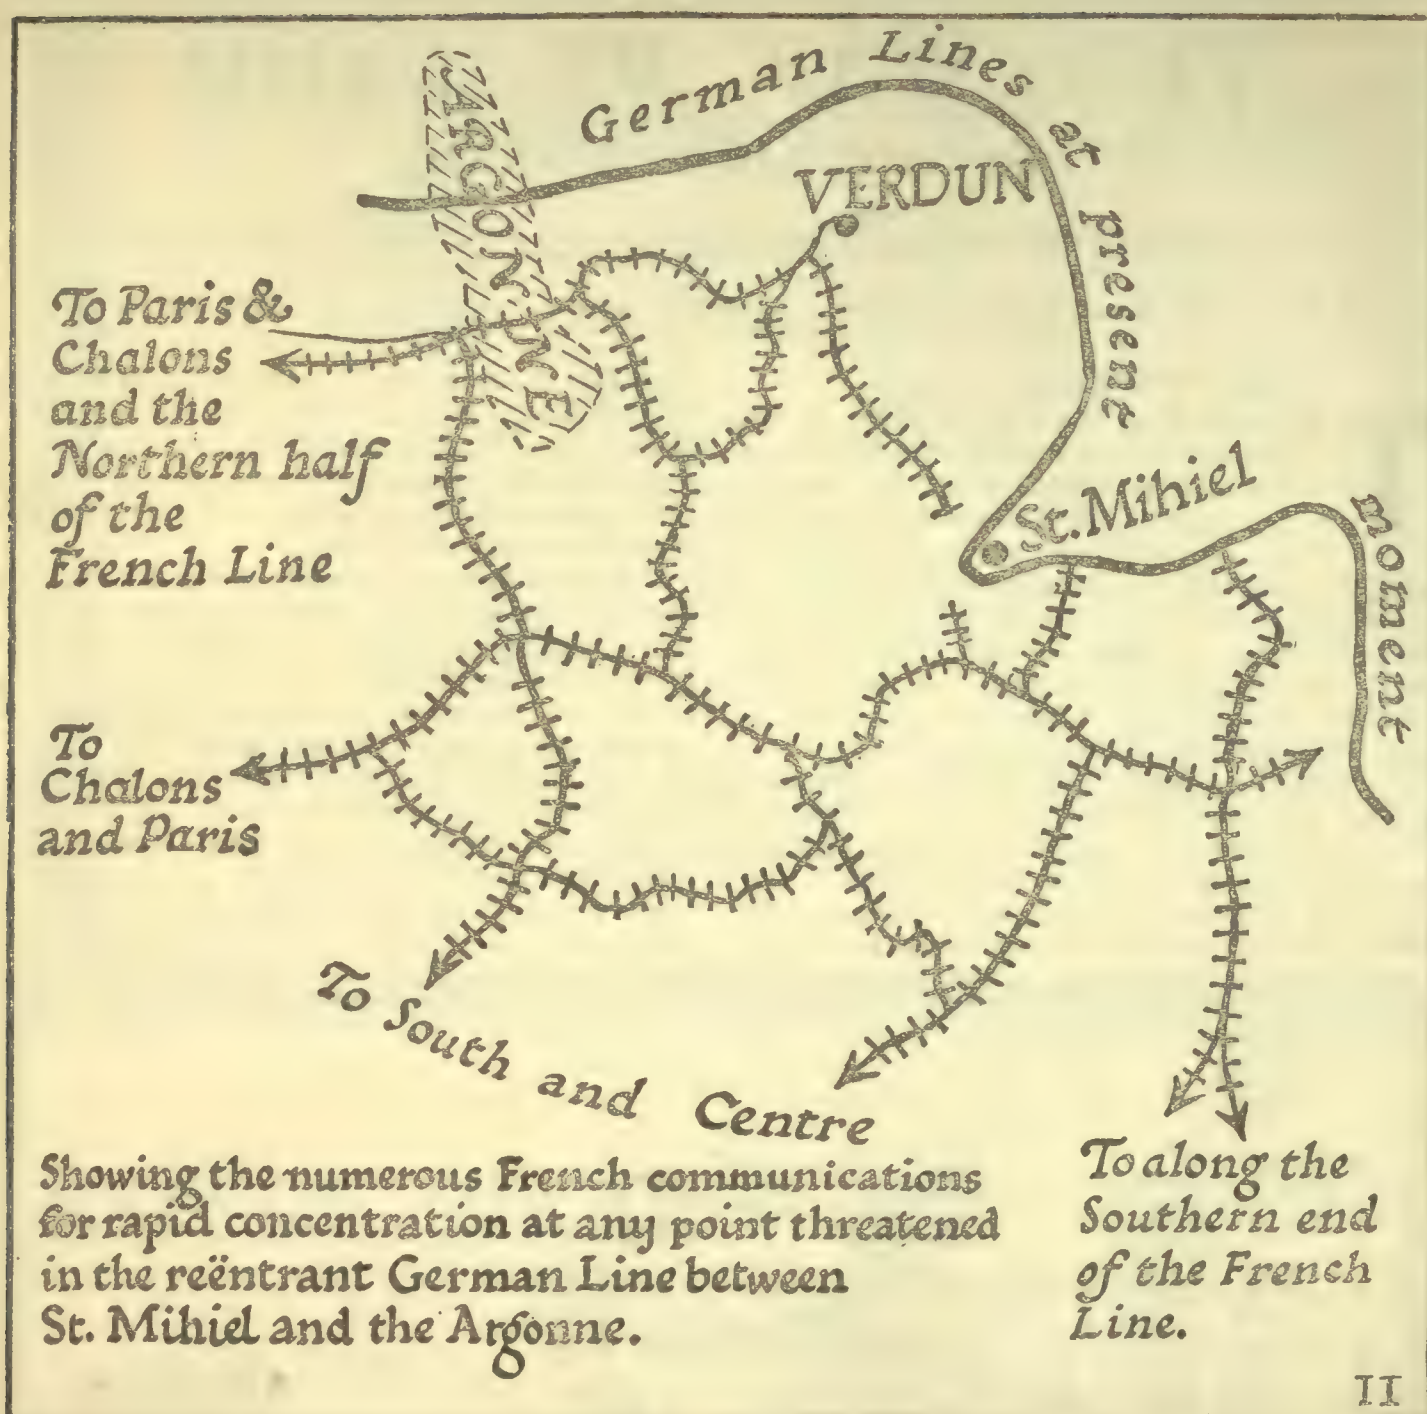 German Lines at present moment
ARGONNE
VERDUN
To Paris &
Chalons
and the
Northern half
of the
French Line
St. Mihiel
To
Chalons
and Paris
To South and Centre
Showing the numerous French communications
for rapid concentration at any point threatened
in the reëntrant German Line between
St. Mihiel and the Argonne.
To along the
Southern end
of the French
Line.
II